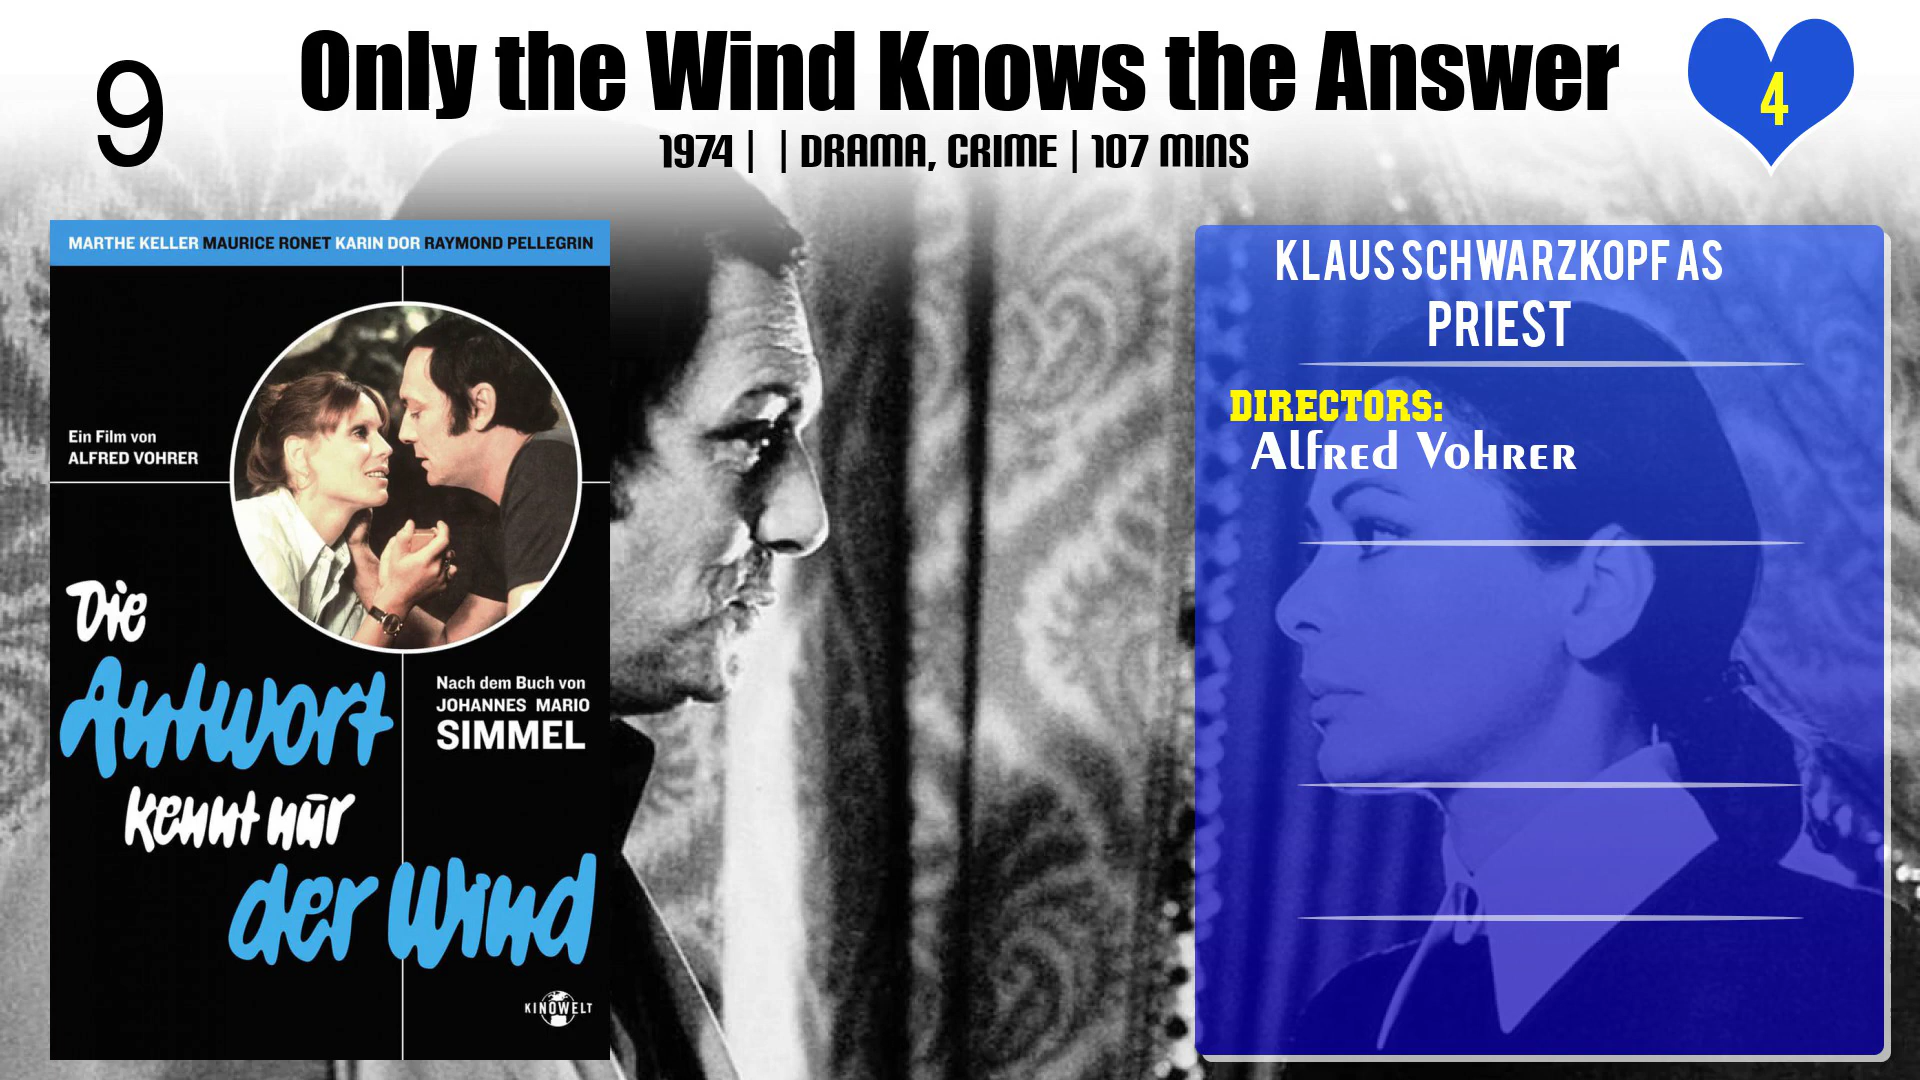 9
Only the Wind Knows the Answer
4
1974 | | DRAMA, CRIME | 107 MINS
MARTHE KELLER MAURICE RONET KARIN DOR RAYMOND PELLEGRIN
Ein Film von
ALFRED VOHRER
Die
Antwort
kennt nur
der Wind
Nach dem Buch von
JOHANNES MARIO
SIMMEL
KINOWELT
KLAUS SCHWARZKOPF AS
PRIEST
DIRECTORS:
Alfred Vohrer